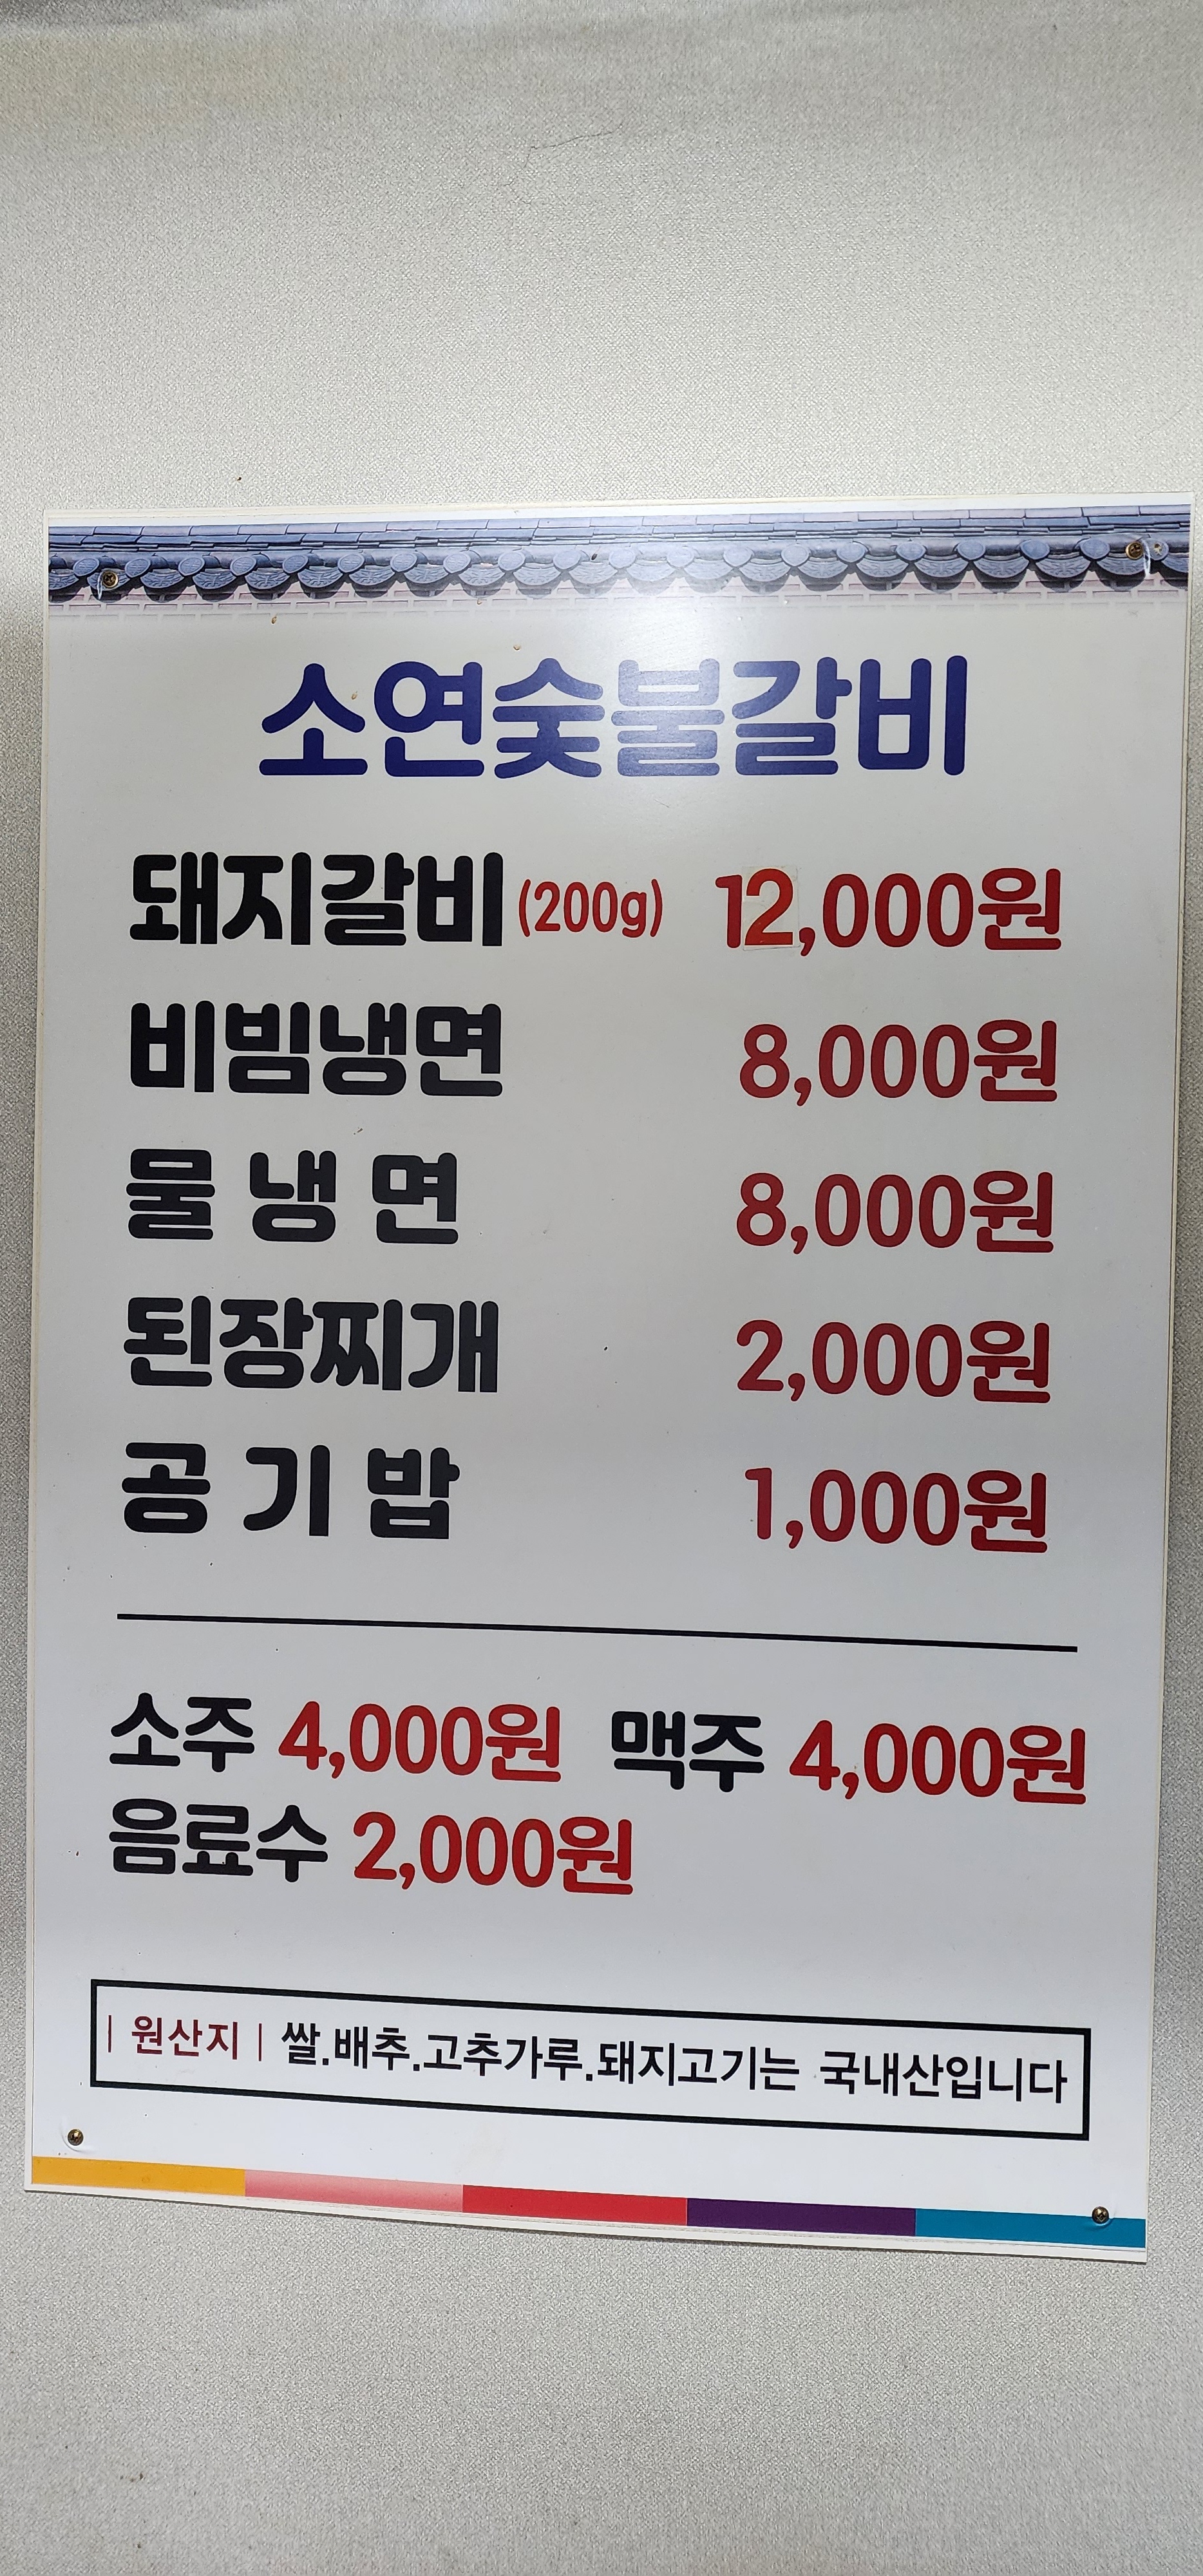 소연숯불갈비
돼지갈비(200g) 12,000원
비빔냉면 8,000원
물 냉 면 8,000원
된장찌개 2,000원
공 기 밥 1,000원
소주 4,000원 맥주 4,000원
음료수 2,000원
| 원산지 | 쌀.배추.고추가루.돼지고기는 국내산입니다